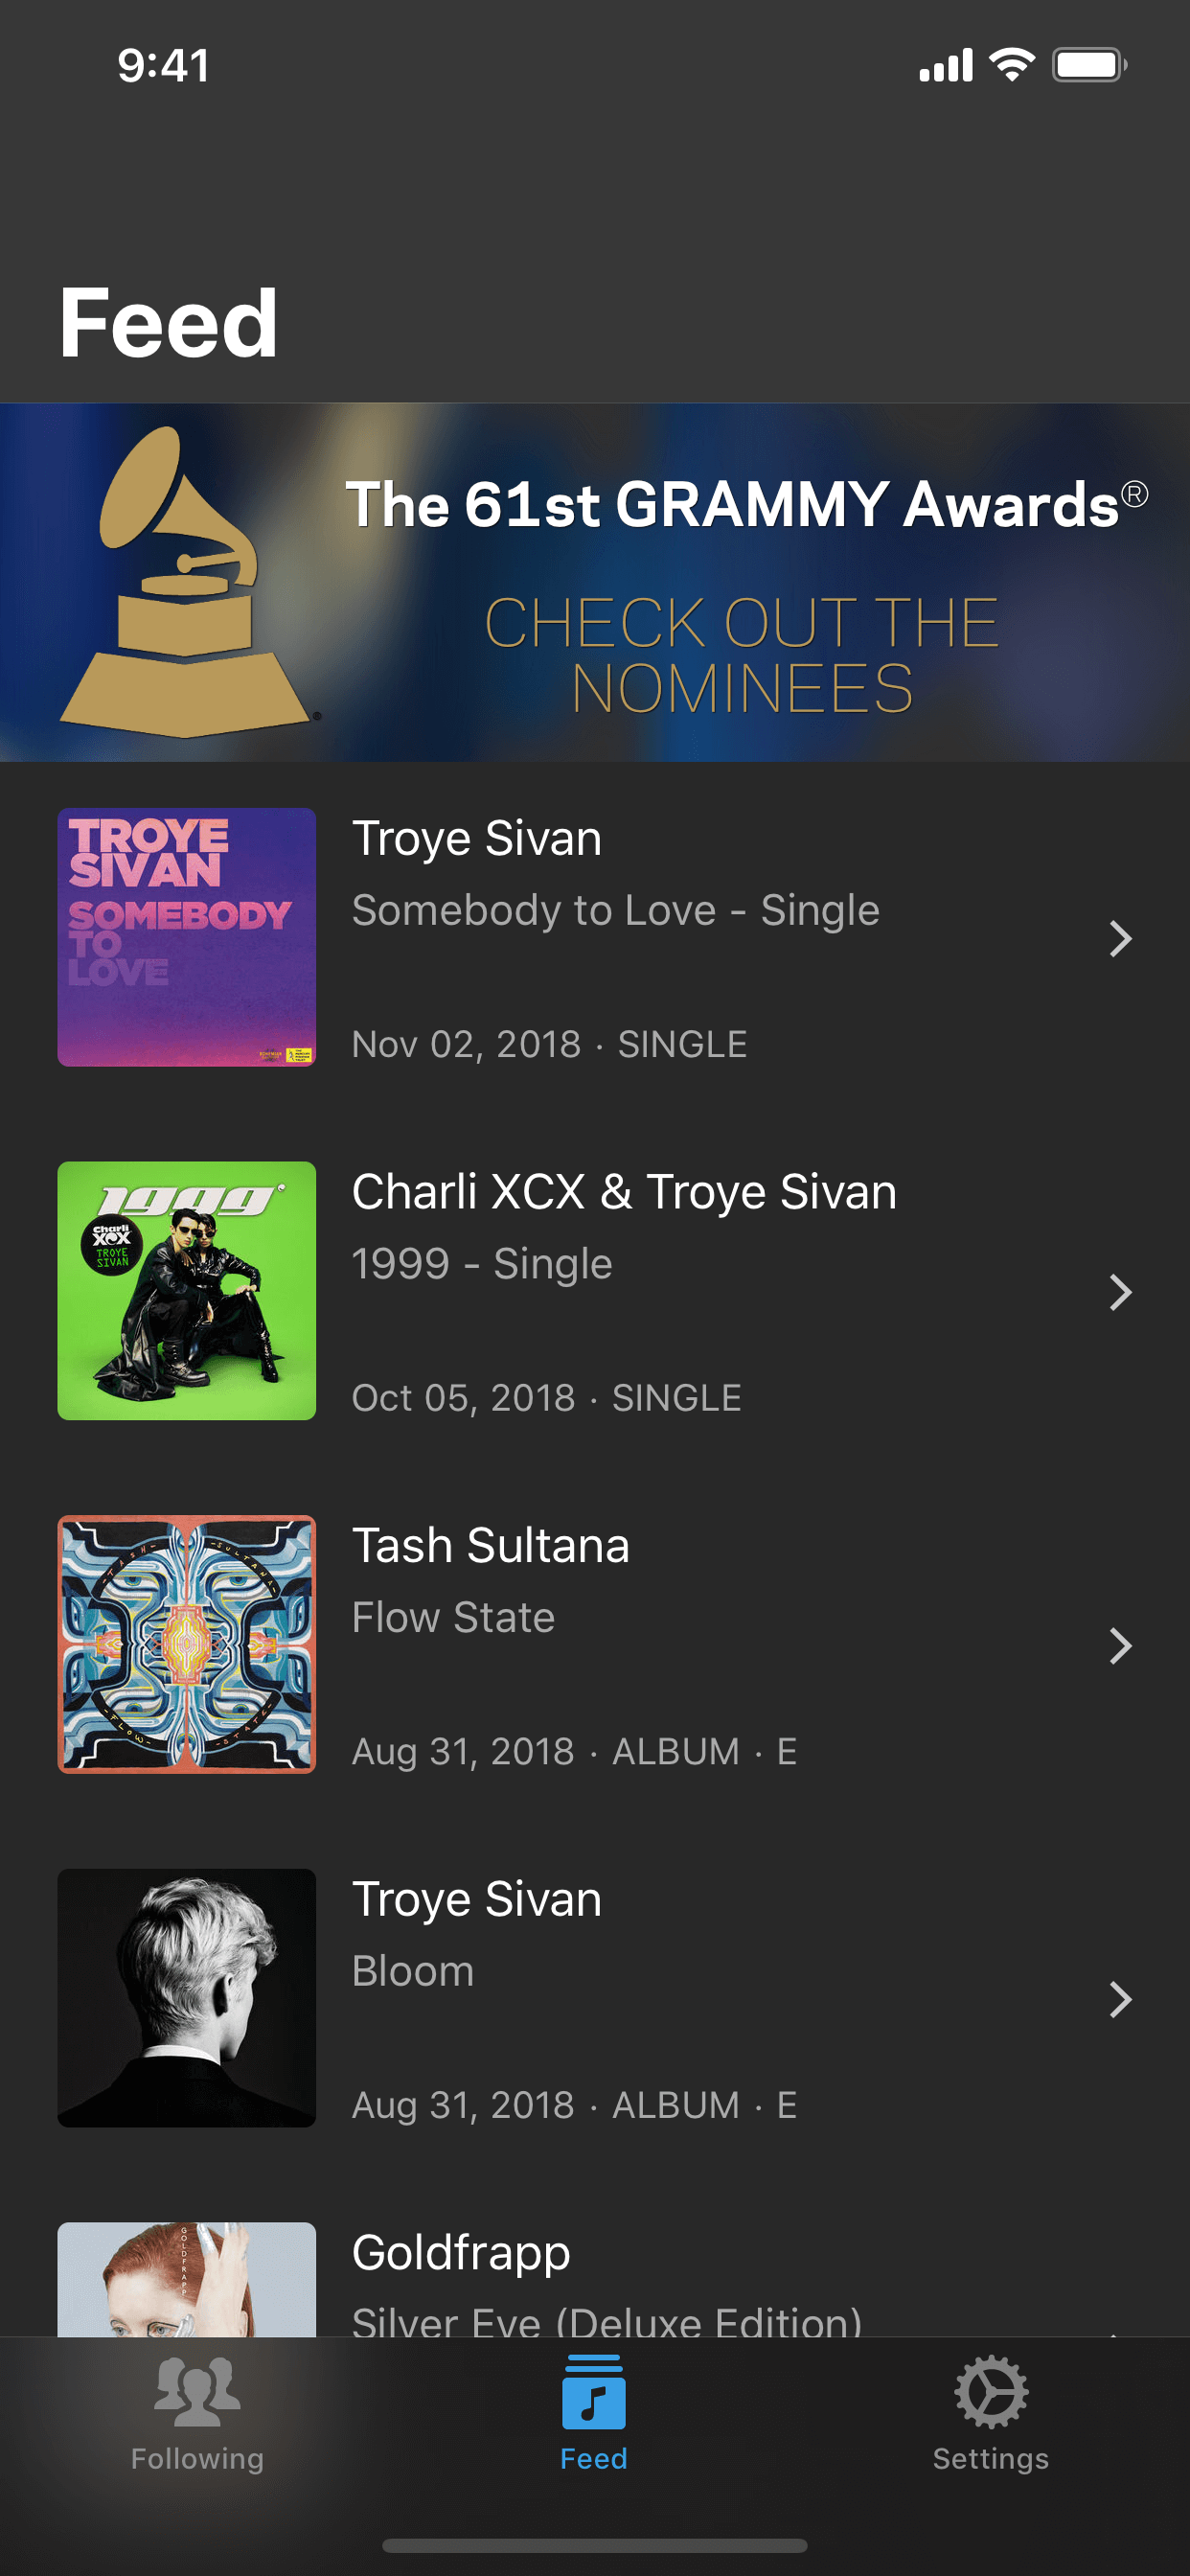 9:41
Feed
The 61st GRAMMY Awards®
CHECK OUT THE
NOMINEES
®
TROYE
SIVAN
SOMEBODY
TO
LOVE
Troye Sivan
Somebody to Love - Single
Nov 02, 2018 · SINGLE
1999
Charli
XCX
TROYE
SIVAN
Charli XCX & Troye Sivan
1999 - Single
Oct 05, 2018 · SINGLE
TASH
SULTANA
FLOW
STATE
Tash Sultana
Flow State
Aug 31, 2018 · ALBUM · E
Troye Sivan
Bloom
Aug 31, 2018 · ALBUM · E
GOLDFRAPP
Goldfrapp
Silver Eye (Deluxe Edition)
Following
Feed
Settings